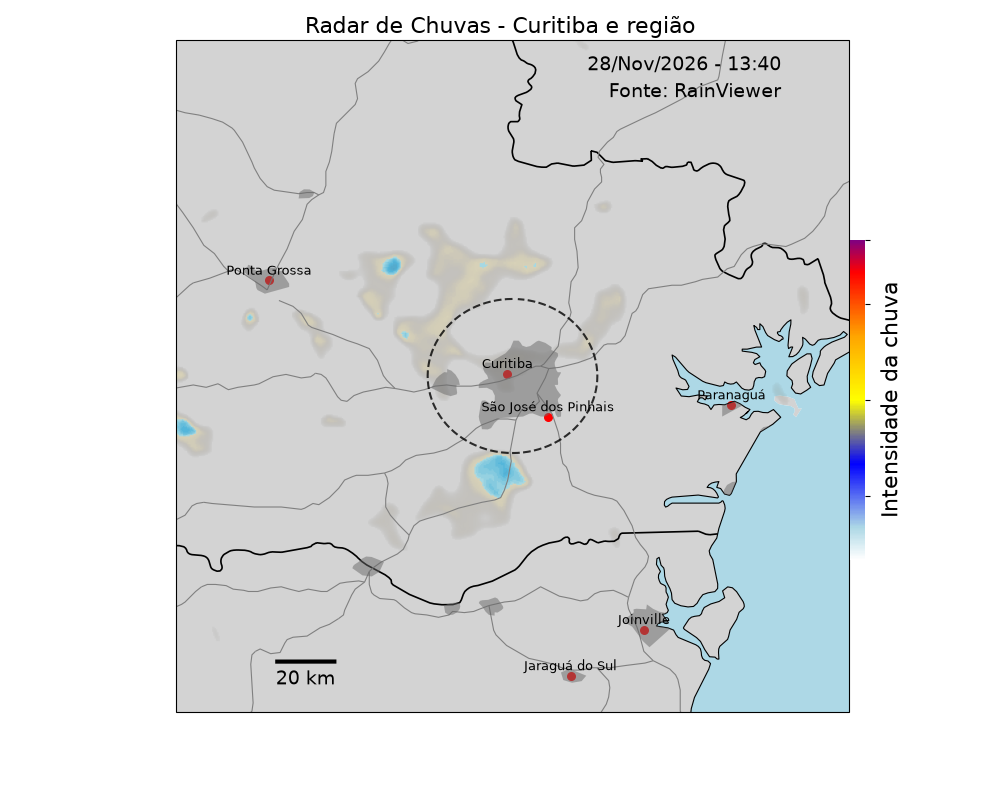 Radar de Chuvas - Curitiba e região
28/Nov/2026 - 13:40
Fonte: RainViewer
Ponta Grossa
Curitiba
São José dos Pinhais
Paranaguá
Joinville
Jaraguá do Sul
20 km
Intensidade da chuva